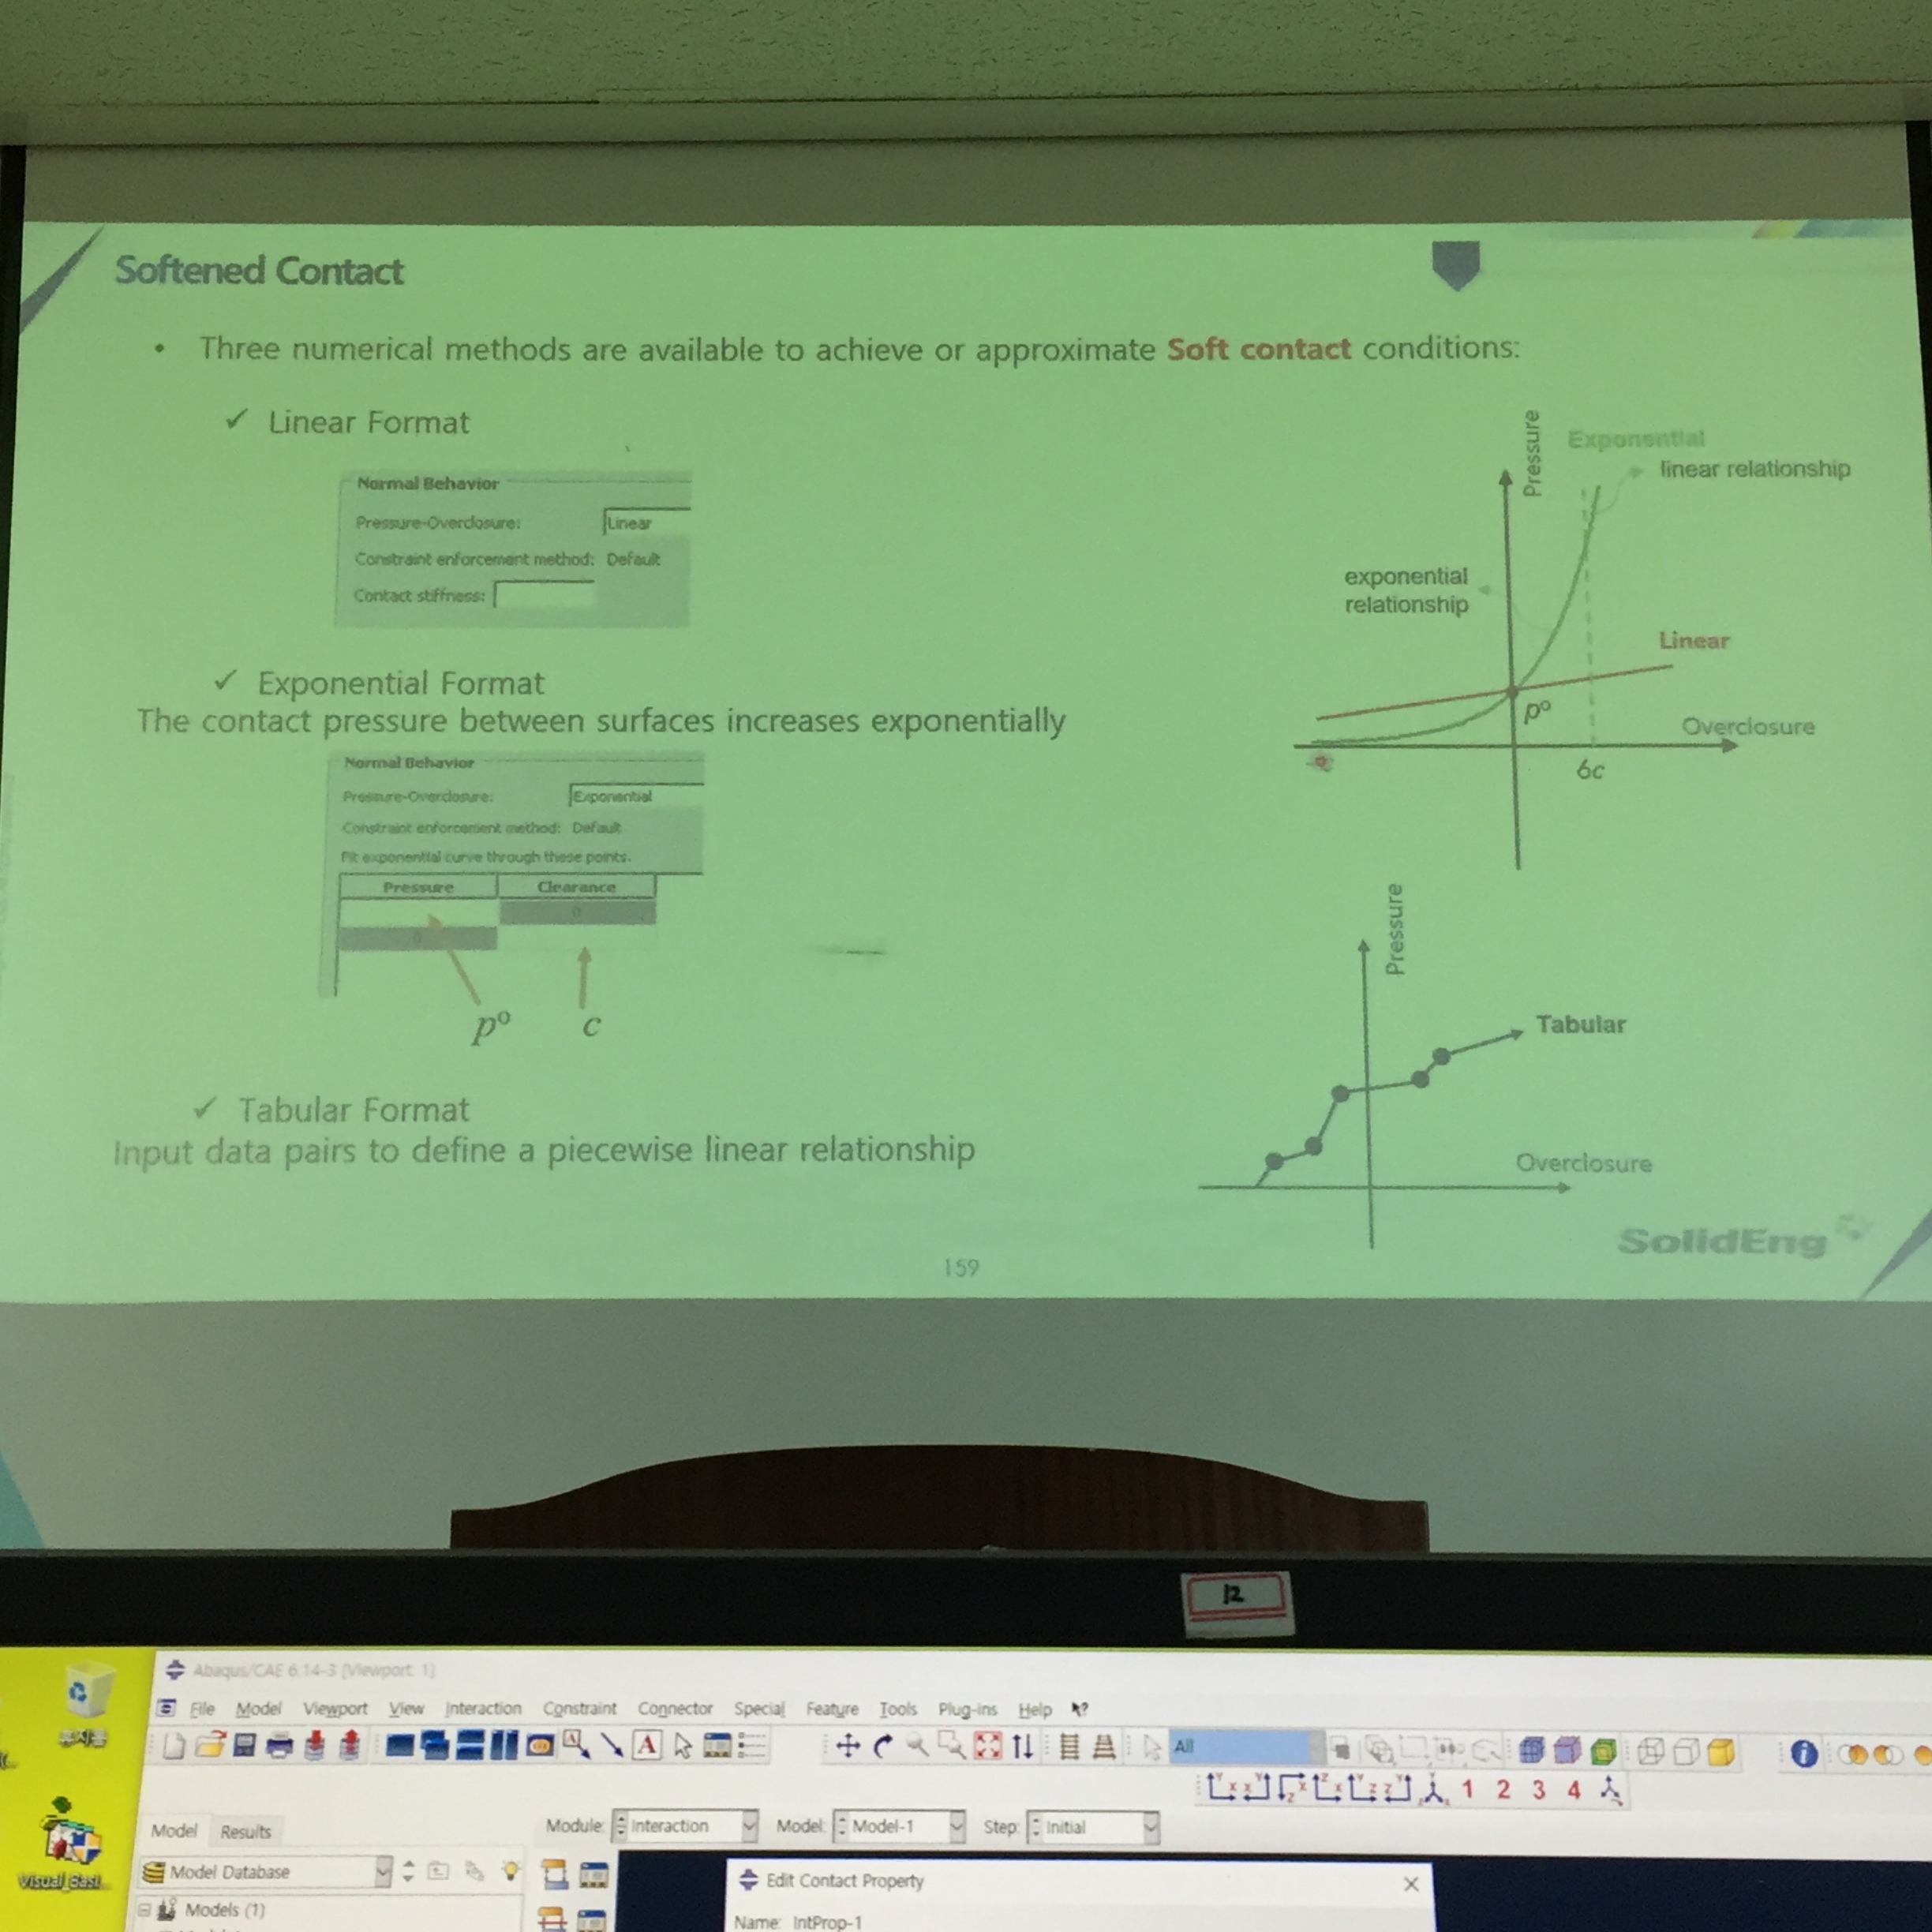 Softened Contact
• Three numerical methods are available to achieve or approximate Soft contact conditions:
✓ Linear Format
Normal Behavior
Pressure-Overclosure: Linear
Constraint enforcement method: Default
Contact stiffness:
✓ Exponential Format
The contact pressure between surfaces increases exponentially
Normal Behavior
Pressure-Overclosure: Exponential
Constraint enforcement method: Default
Fit exponential curve through these points.
Pressure Clearance
0
0
p° c
✓ Tabular Format
Input data pairs to define a piecewise linear relationship
Pressure
Exponential
linear relationship
exponential
relationship
Linear
p°
Overclosure
6c
Pressure
Tabular
Overclosure
SolidEng
159
12
Abaqus/CAE 6.14-3 [Viewport: 1]
File Model Viewport View Interaction Constraint Connector Special Feature Tools Plug-ins Help
A All
1 2 3 4
Model Results
Module: Interaction Model: Model-1 Step: Initial
Model Database
Models (1)
Edit Contact Property
Name: IntProp-1
휴지통
Visual_Basi...